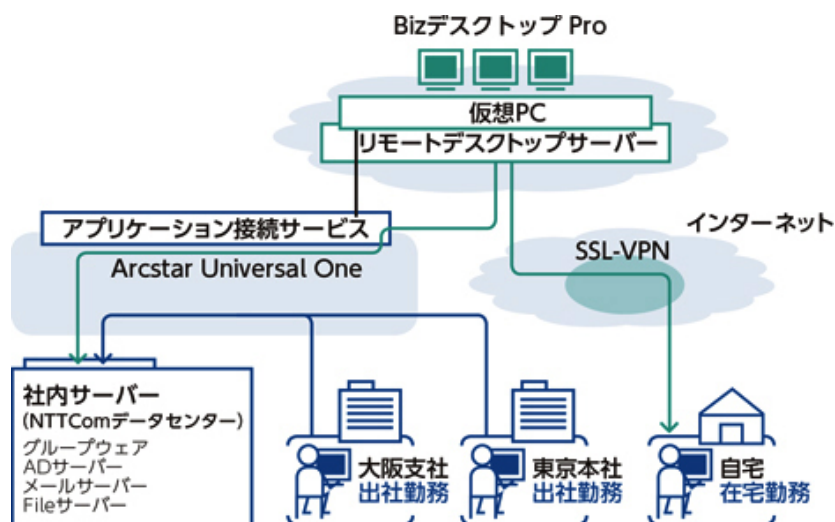 Bizデスクトップ Pro
仮想PC
リモートデスクトップサーバー
アプリケーション接続サービス
インターネット
SSL-VPN
Arcstar Universal One
社内サーバー
(NTTComデータセンター)
グループウェア
ADサーバー
メールサーバー
Fileサーバー
大阪支社
出社勤務
東京本社
出社勤務
自宅
在宅勤務